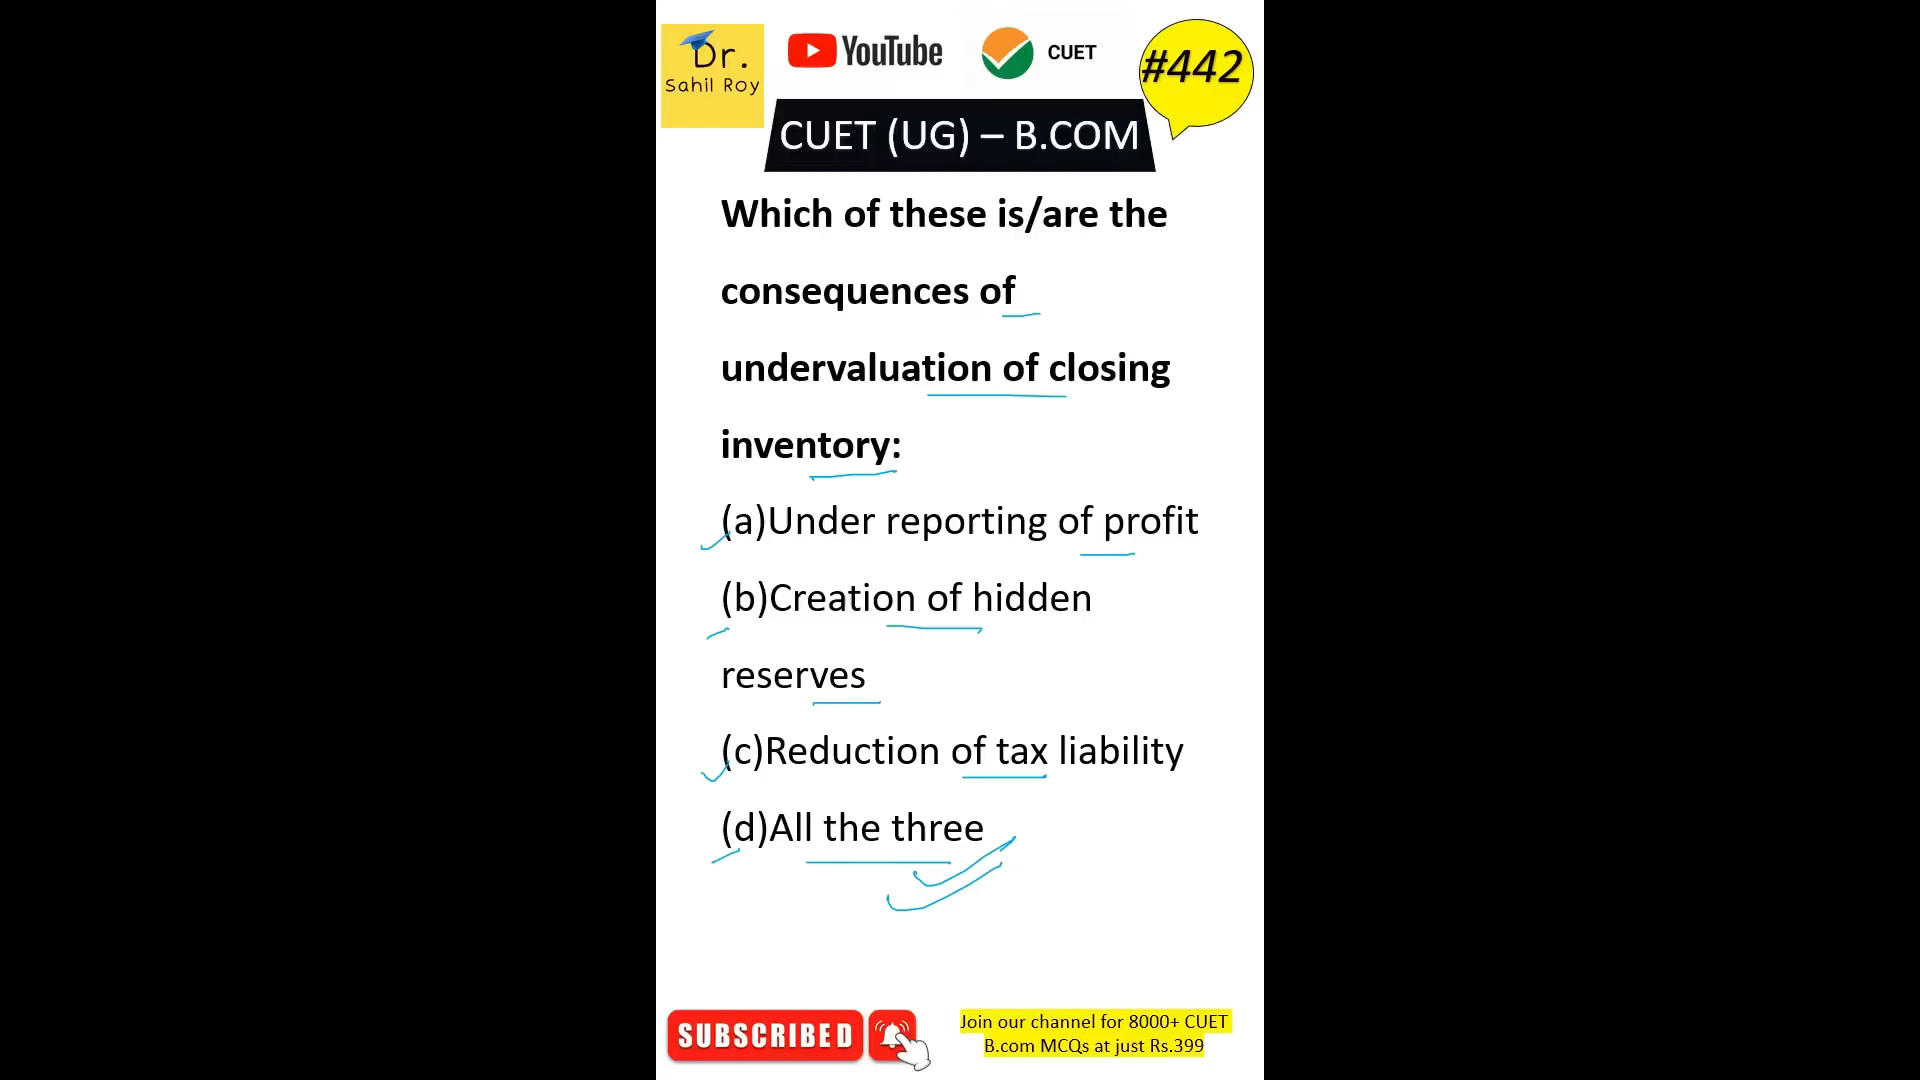 Dr.
Sahil Roy
YouTube
CUET
#442
CUET (UG) – B.COM
Which of these is/are the
consequences of
undervaluation of closing
inventory:
(a)Under reporting of profit
(b)Creation of hidden
reserves
(c)Reduction of tax liability
(d)All the three
SUBSCRIBED
Join our channel for 8000+ CUET
B.com MCQs at just Rs.399